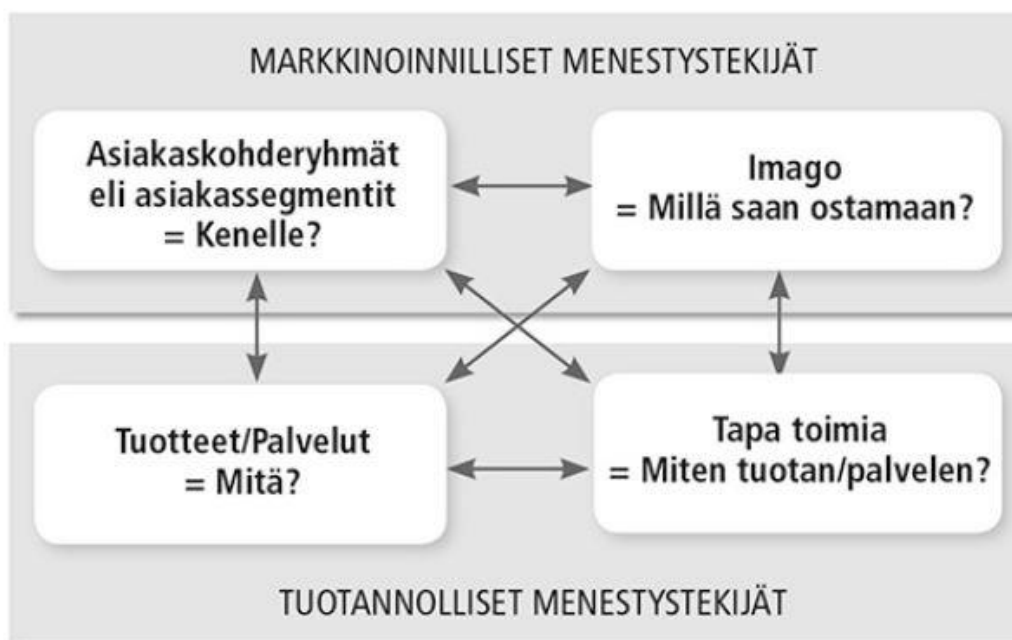 MARKKINOINNILLISET MENESTYSTEKIJÄT
Asiakaskohderyhmät
eli asiakassegmentit
= Kenelle?
Imago
= Millä saan ostamaan?
Tuotteet/Palvelut
= Mitä?
Tapa toimia
= Miten tuotan/palvelen?
TUOTANNOLLISET MENESTYSTEKIJÄT